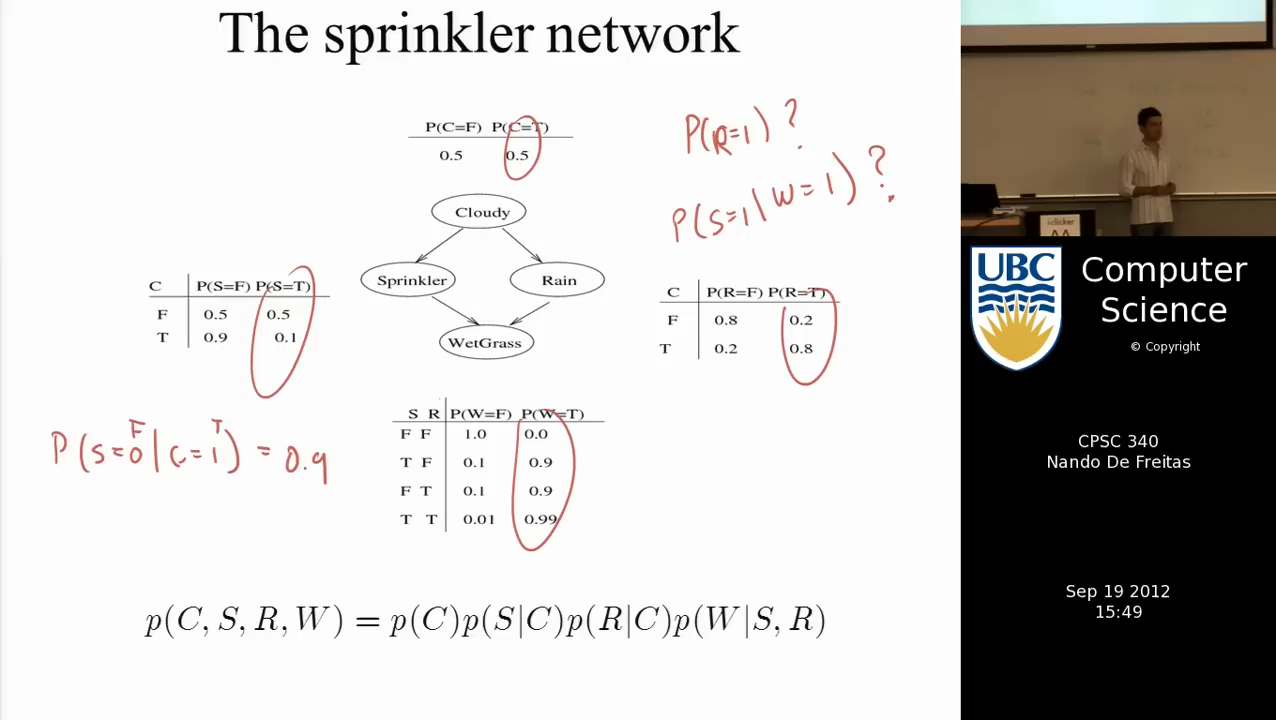 The sprinkler network
P(C=F) P(C=T)
0.5 0.5
P(R=1) ?
P(S=1|W=1) ?
Cloudy
Sprinkler
Rain
WetGrass
C P(S=F) P(S=T)
F 0.5 0.5
T 0.9 0.1
C P(R=F) P(R=T)
F 0.8 0.2
T 0.2 0.8
S R P(W=F) P(W=T)
F F 1.0 0.0
T F 0.1 0.9
F T 0.1 0.9
T T 0.01 0.99
F T
P(S=0|C=1) = 0.9
p(C, S, R, W) = p(C)p(S|C)p(R|C)p(W|S, R)
i>clicker
UBC
Computer
Science
© Copyright
CPSC 340
Nando De Freitas
Sep 19 2012
15:49